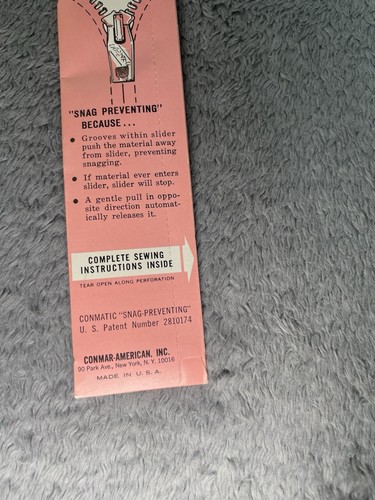 "SNAG PREVENTING"
BECAUSE...
• Grooves within slider
push the material away
from slider, preventing
snagging.
• If material ever enters
slider, slider will stop.
• A gentle pull in oppo-
site direction automat-
ically releases it.
COMPLETE SEWING
INSTRUCTIONS INSIDE
TEAR OPEN ALONG PERFORATION
CONMATIC "SNAG-PREVENTING"
U. S. Patent Number 2810174
CONMAR-AMERICAN, INC.
90 Park Ave., New York, N. Y. 10016
MADE IN U. S. A.